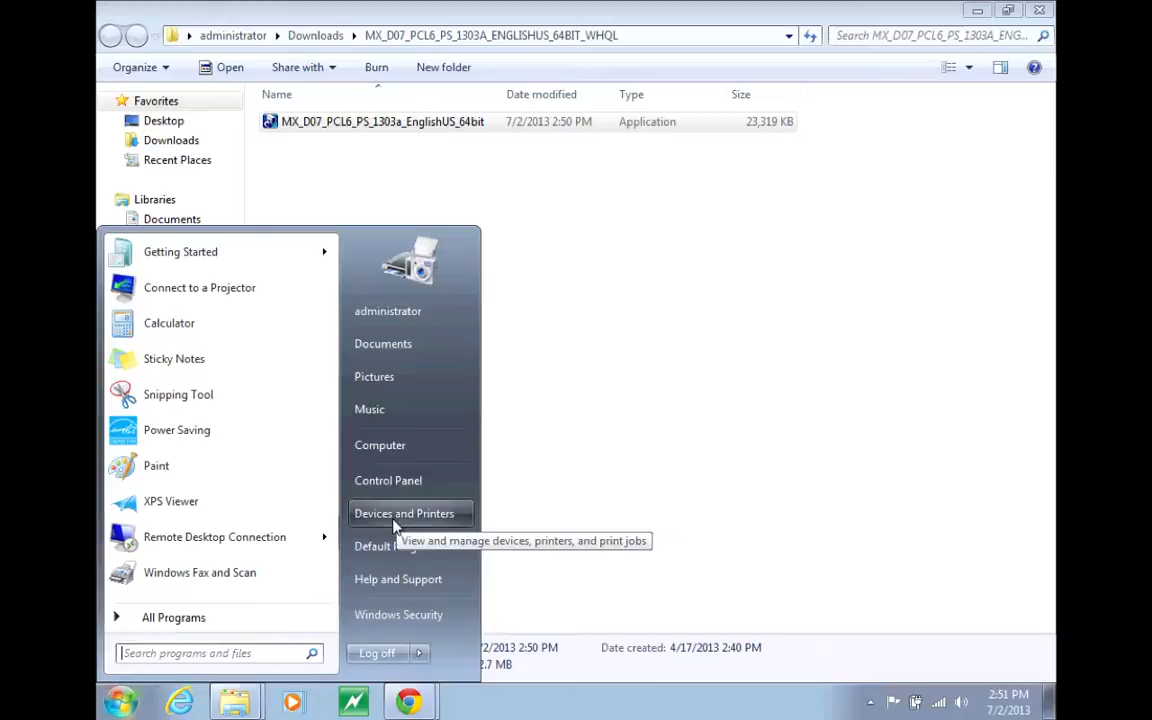 administrator Downloads MX_D07_PCL6_PS_1303A_ENGLISHUS_64BIT_WHQL
Search MX_D07_PCL6_PS_1303A_ENG...
Organize Open Share with Burn New folder
Name Date modified Type Size
Favorites
Desktop
Downloads
Recent Places
Libraries
Documents
MX_D07_PCL6_PS_1303a_EnglishUS_64bit 7/2/2013 2:50 PM Application 23,319 KB
Getting Started
Connect to a Projector
Calculator
Sticky Notes
Snipping Tool
Power Saving
Paint
XPS Viewer
Remote Desktop Connection
Windows Fax and Scan
All Programs
Search programs and files
administrator
Documents
Pictures
Music
Computer
Control Panel
Devices and Printers
View and manage devices, printers, and print jobs
Default
Help and Support
Windows Security
Log off
/2/2013 2:50 PM Date created: 4/17/2013 2:40 PM
2.7 MB
2:51 PM
7/2/2013